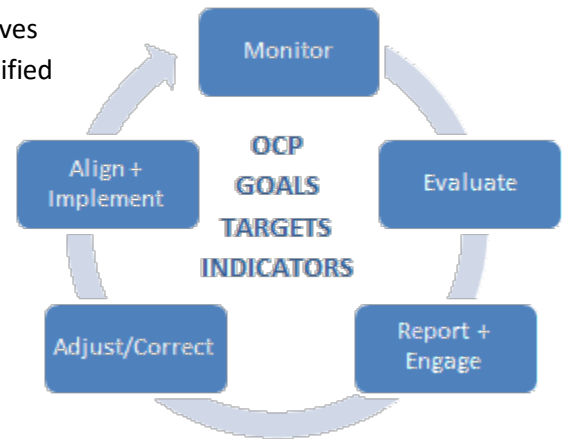 ves
ified
Monitor
Evaluate
Report +
Engage
Adjust/Correct
Align +
Implement
OCP
GOALS
TARGETS
INDICATORS